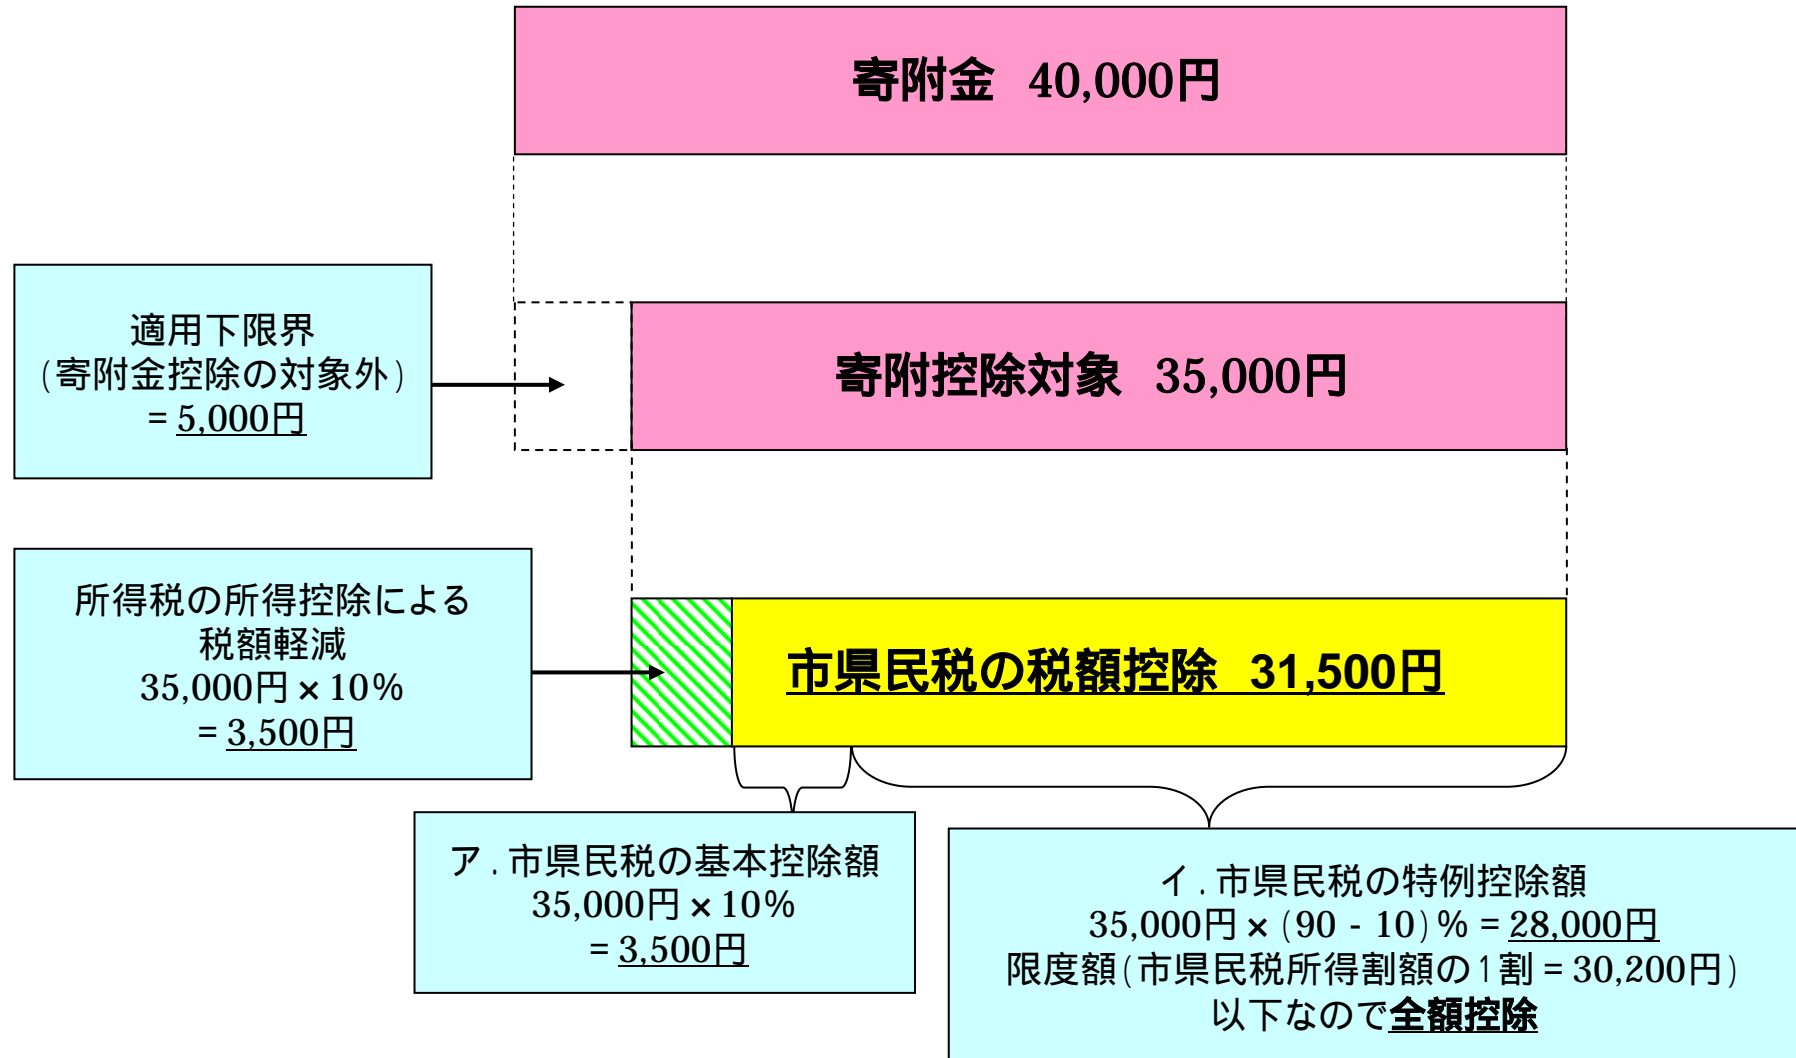 寄附金 40,000円
適用下限界
(寄附金控除の対象外)
=5,000円
寄附控除対象 35,000円
所得税の所得控除による
税額軽減
35,000円×10%
=3,500円
市県民税の税額控除 31,500円
ア.市県民税の基本控除額
35,000円×10%
=3,500円
イ.市県民税の特例控除額
35,000円×(90-10)%=28,000円
限度額(市県民税所得割額の1割=30,200円)
以下なので全額控除